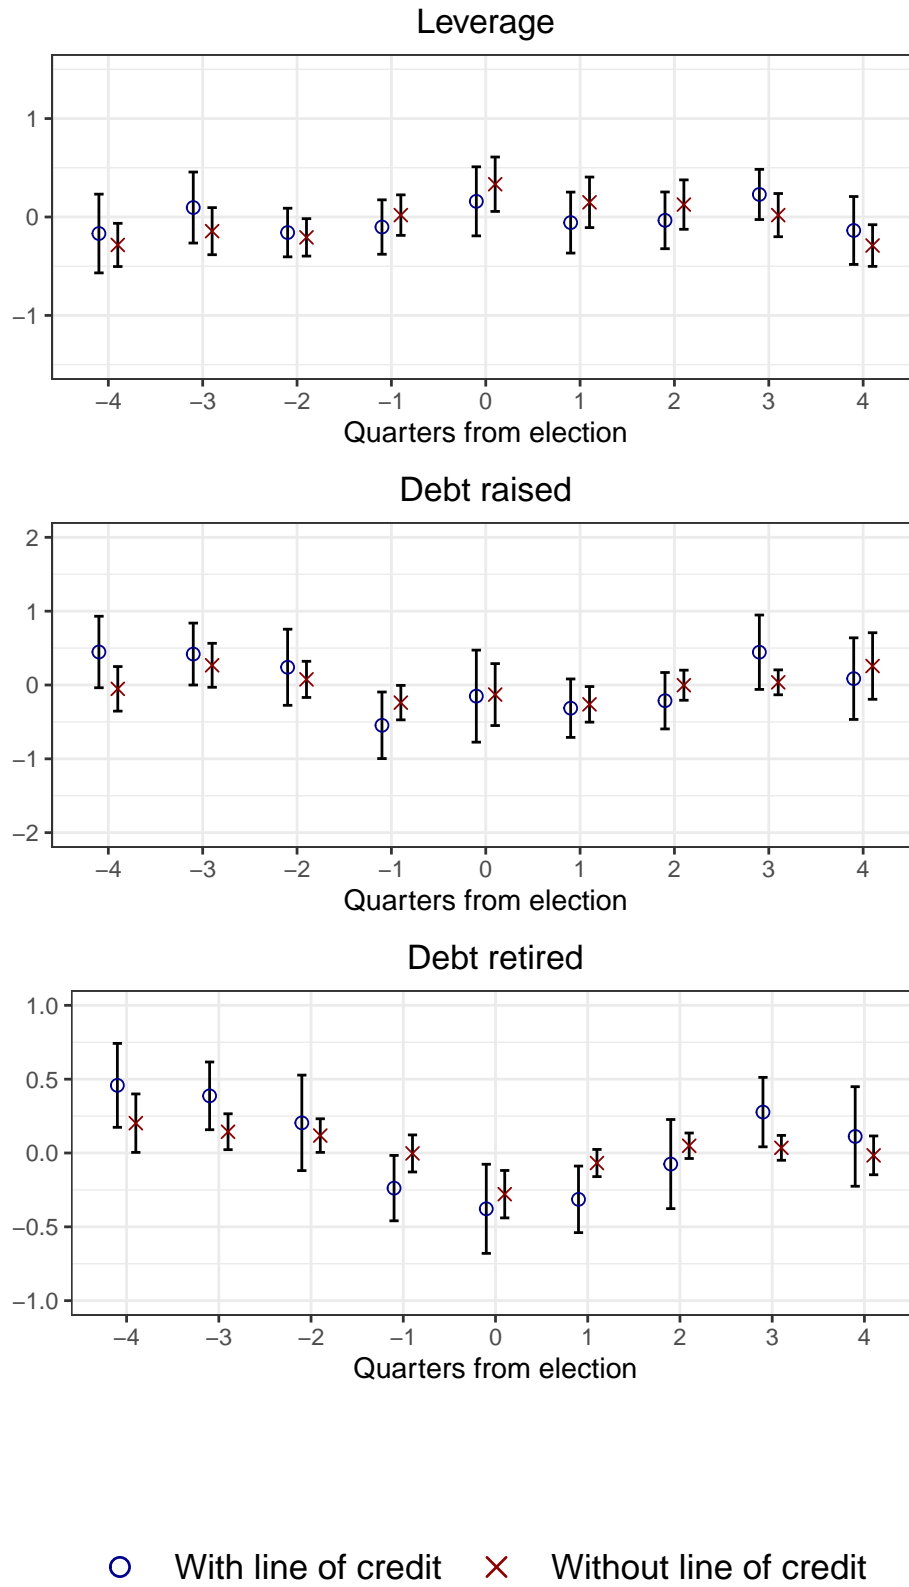 Leverage
1
0
−1
−4 −3 −2 −1 0 1 2 3 4
Quarters from election
Debt raised
2
1
0
−1
−2
−4 −3 −2 −1 0 1 2 3 4
Quarters from election
Debt retired
1.0
0.5
0.0
−0.5
−1.0
−4 −3 −2 −1 0 1 2 3 4
Quarters from election
With line of credit Without line of credit